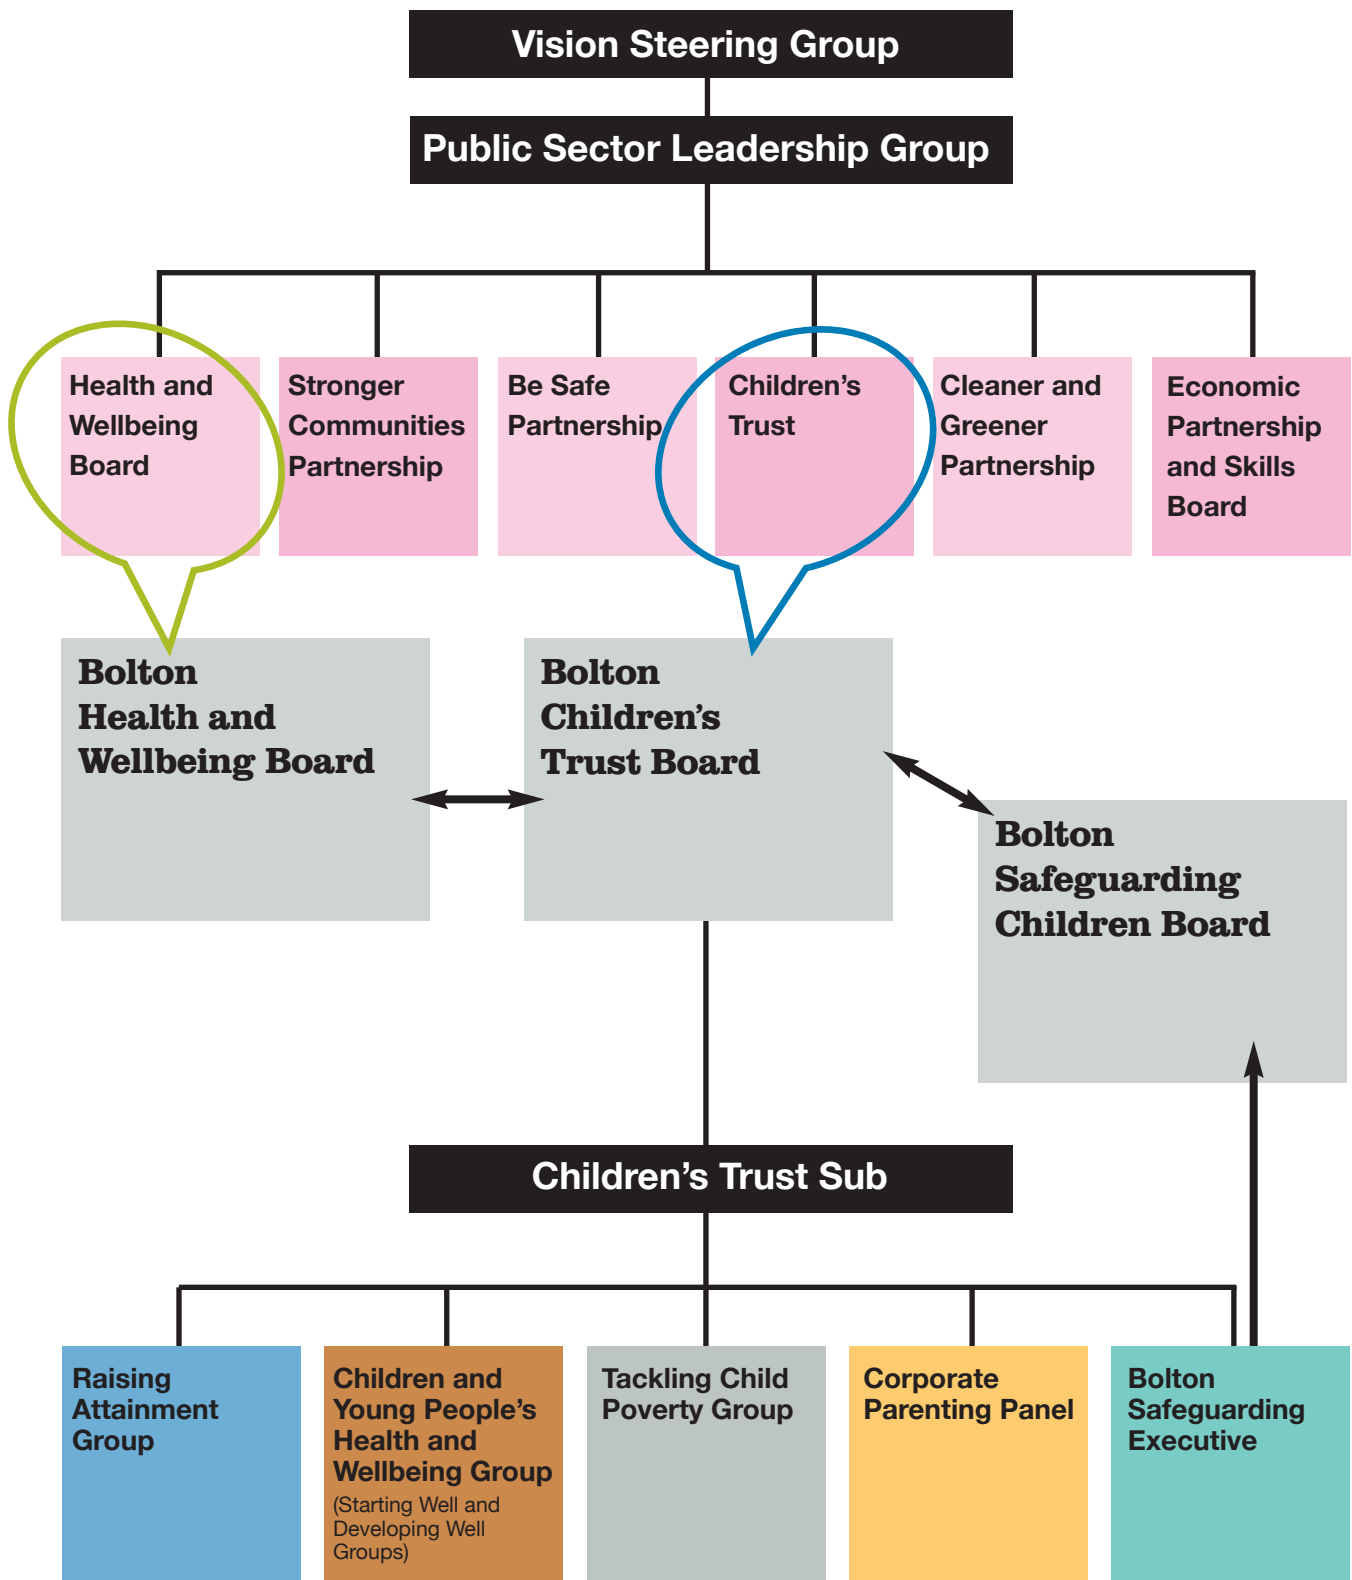 Vision Steering Group
Public Sector Leadership Group
Health and
Wellbeing
Board
Stronger
Communities
Partnership
Be Safe
Partnership
Children’s
Trust
Cleaner and
Greener
Partnership
Economic
Partnership
and Skills
Board
Bolton
Health and
Wellbeing Board
Bolton
Children’s
Trust Board
Bolton
Safeguarding
Children Board
Children’s Trust Sub
Raising
Attainment
Group
Children and
Young People’s
Health and
Wellbeing Group
(Starting Well and
Developing Well
Groups)
Tackling Child
Poverty Group
Corporate
Parenting Panel
Bolton
Safeguarding
Executive